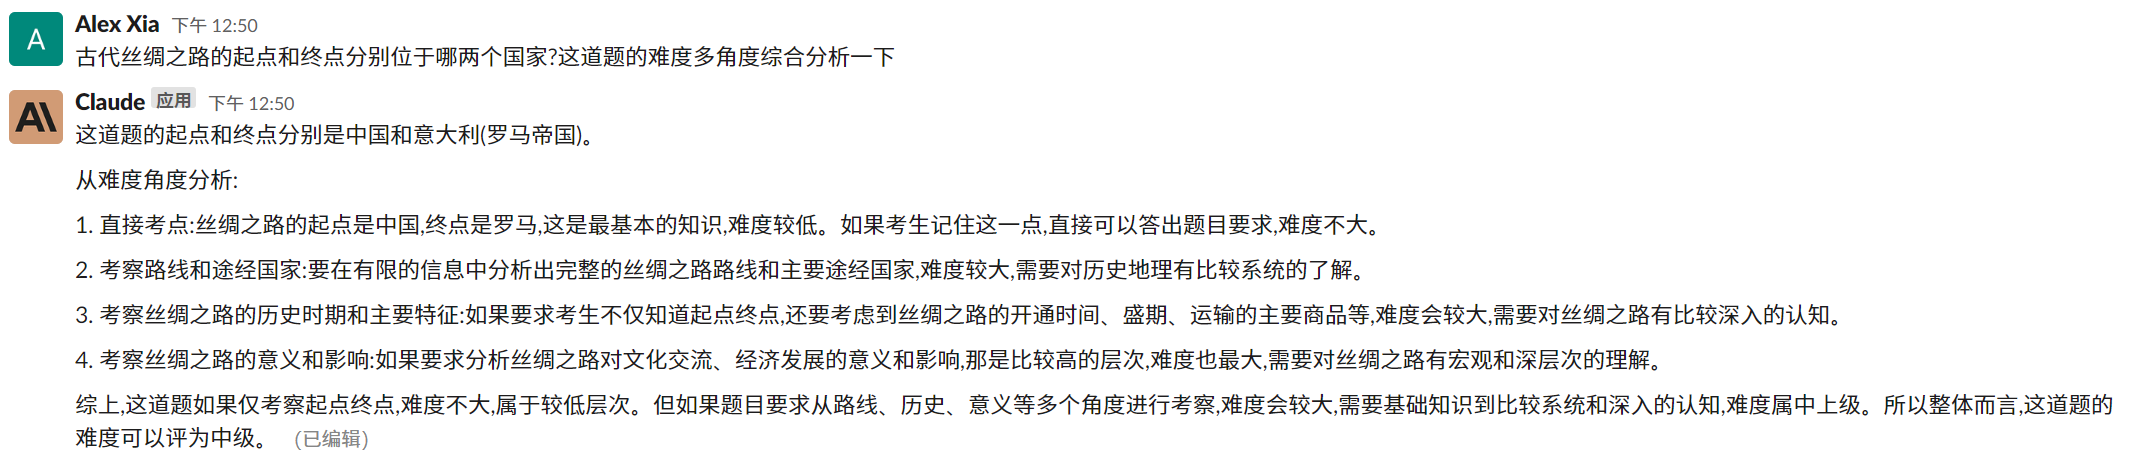 A
Alex Xia 下午 12:50
古代丝绸之路的起点和终点分别位于哪两个国家?这道题的难度多角度综合分析一下
Claude 应用 下午 12:50
这道题的起点和终点分别是中国和意大利(罗马帝国)。
从难度角度分析:
1. 直接考点:丝绸之路的起点是中国,终点是罗马,这是最基本的知识,难度较低。如果考生记住这一点,直接可以答出题目要求,难度不大。
2. 考察路线和途经国家:要在有限的信息中分析出完整的丝绸之路路线和主要途经国家,难度较大,需要对历史地理有比较系统的了解。
3. 考察丝绸之路的历史时期和主要特征:如果要求考生不仅知道起点终点,还要考虑到丝绸之路的开通时间、盛期、运输的主要商品等,难度会较大,需要对丝绸之路有比较深入的认知。
4. 考察丝绸之路的意义和影响:如果要求分析丝绸之路对文化交流、经济发展的意义和影响,那是比较高的层次,难度也最大,需要对丝绸之路有宏观和深层次的理解。
综上,这道题如果仅考察起点终点,难度不大,属于较低层次。但如果题目要求从路线、历史、意义等多个角度进行考察,难度会较大,需要基础知识到比较系统和深入的认知,难度属中上级。所以整体而言,这道题的
难度可以评为中级。 (已编辑)